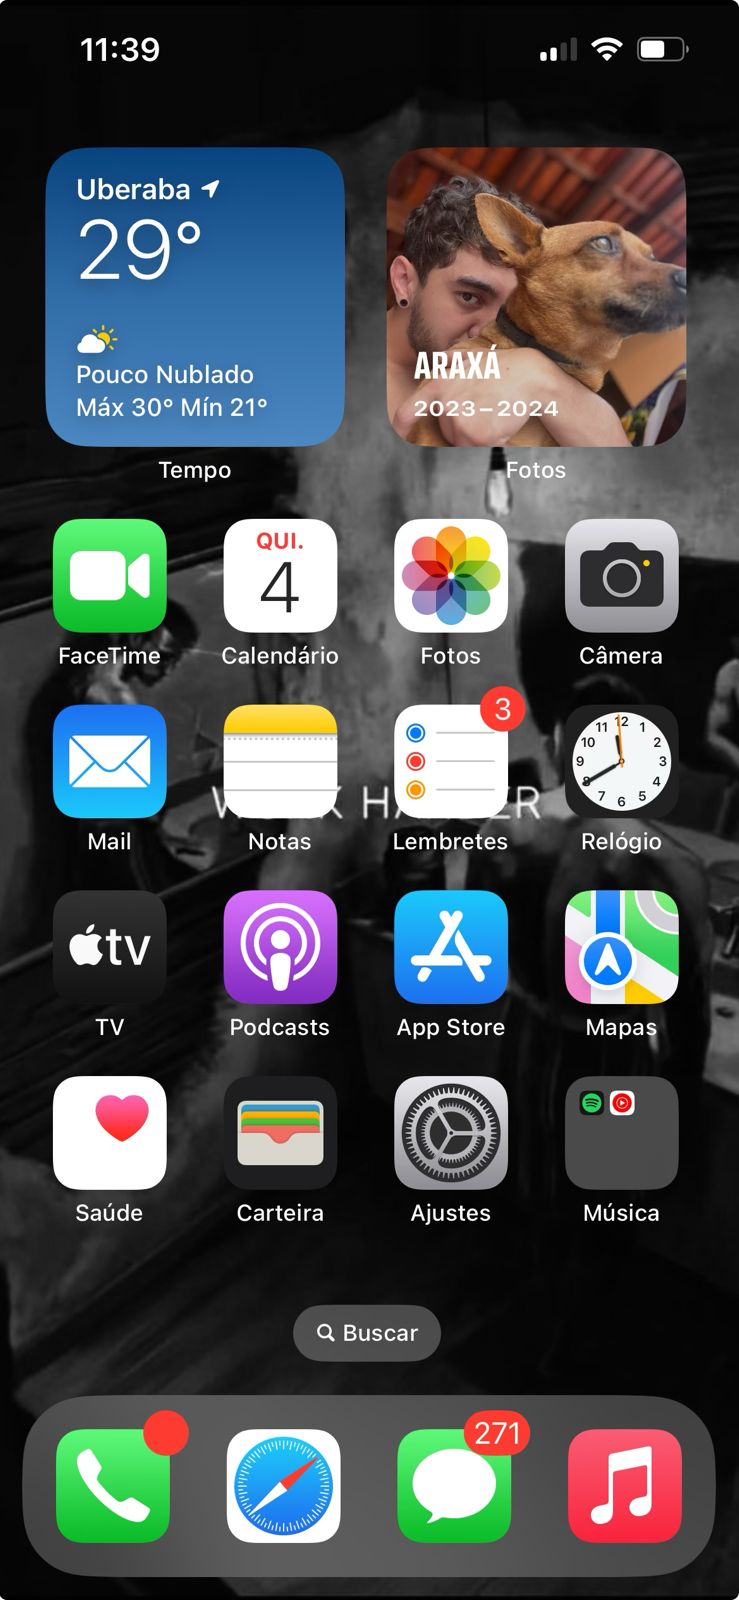 11:39
Uberaba
29°
Pouco Nublado
Máx 30° Mín 21°
Tempo
ARAXÁ
2023–2024
Fotos
FaceTime
QUI.
4
Calendário
Fotos
Câmera
Mail
Notas
3
Lembretes
12
1
2
3
4
5
6
7
8
9
10
11
Relógio
tv
TV
Podcasts
App Store
Mapas
Saúde
Carteira
Ajustes
Música
Buscar
271